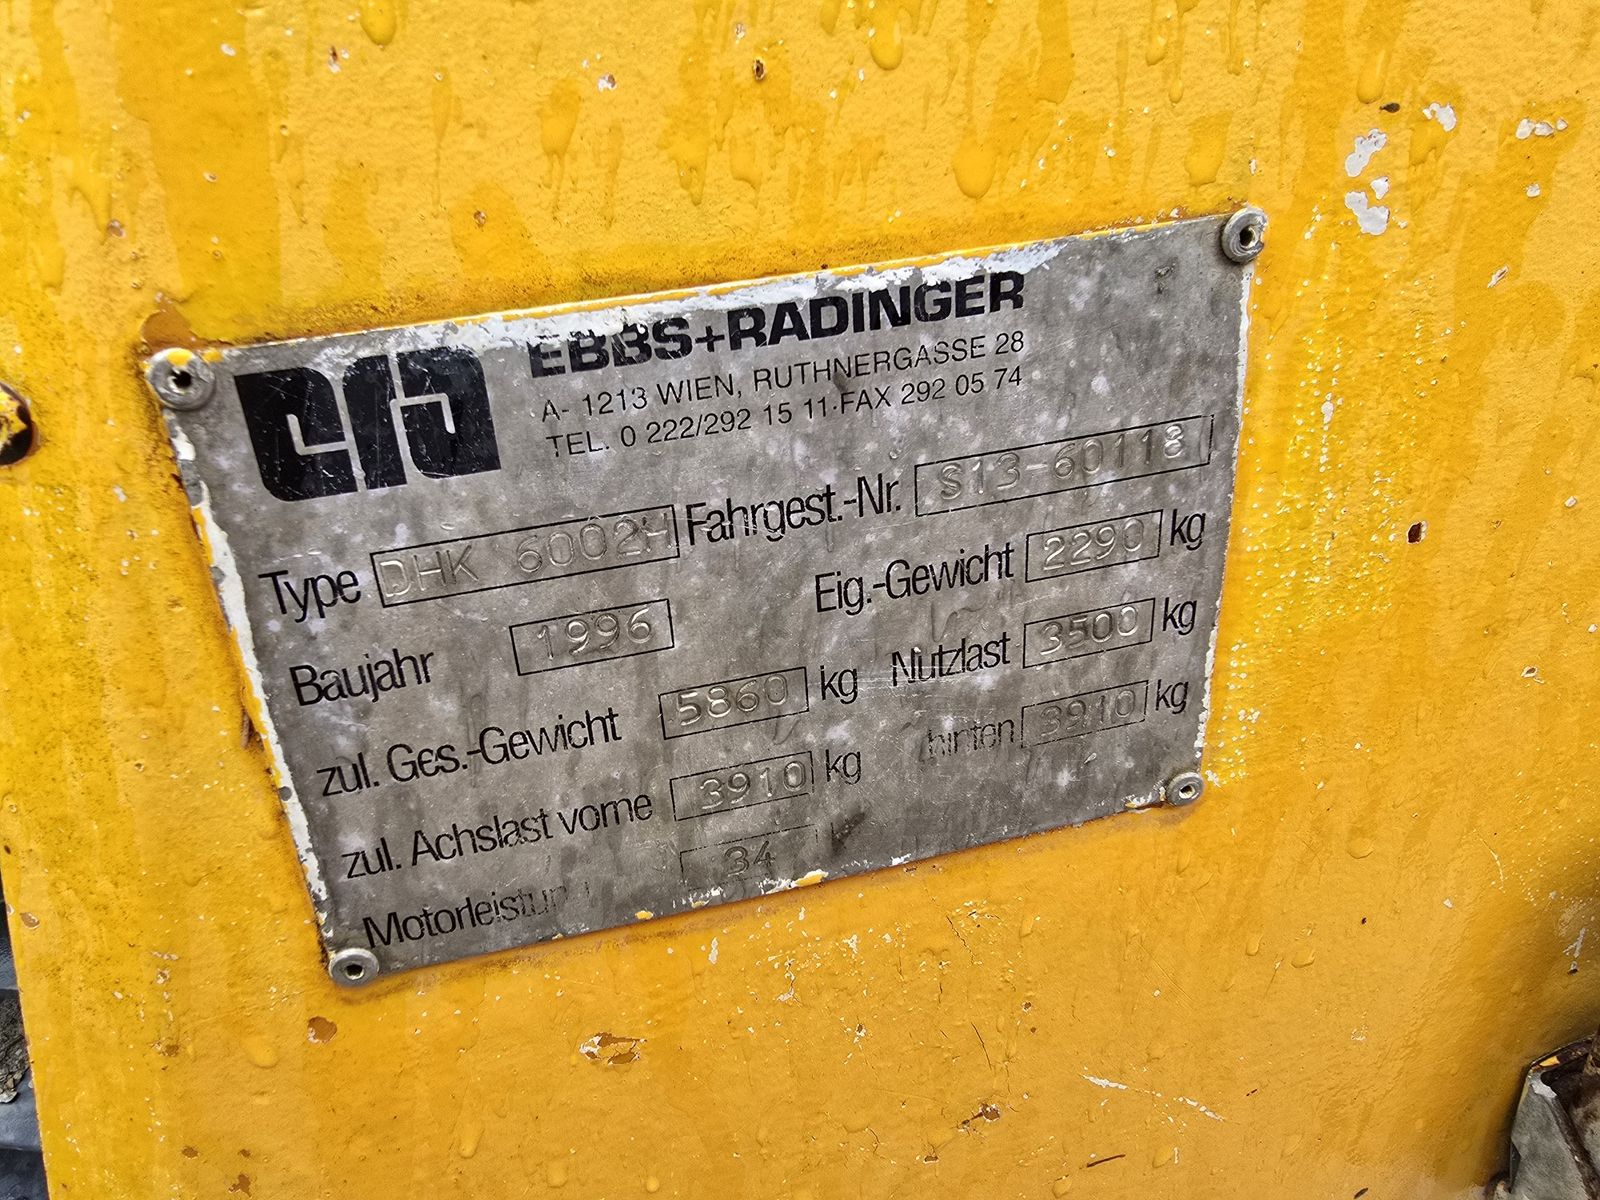 EBBS+RADINGER
A- 1213 WIEN, RUTHNERGASSE 28
TEL. 0 222/292 15 11·FAX 292 05 74
Type DHK 6002H Fahrgest.-Nr. S13-60118
Baujahr 1996 Eig.-Gewicht 2290 kg
zul. Ges.-Gewicht 5860 kg Nutzlast 3500 kg
zul. Achslast vorne 3910 kg hinten 3910 kg
Motorleistung 34